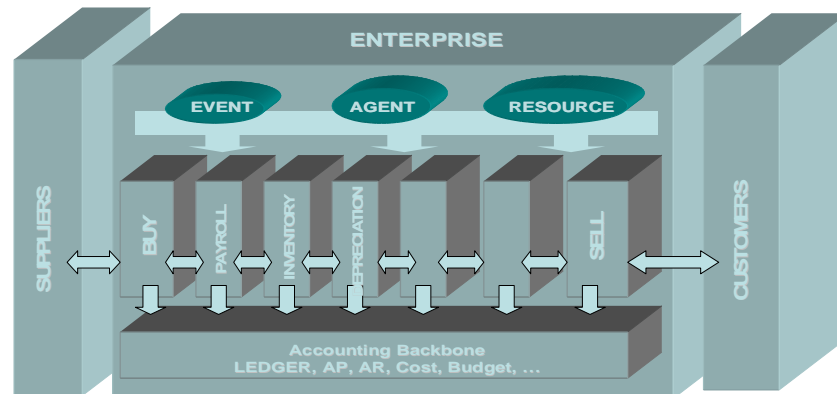 ENTERPRISE
EVENT
AGENT
RESOURCE
SUPPLIERS
BUY
PAYROLL
INVENTORY
DEPRECIATION
SELL
CUSTOMERS
Accounting Backbone
LEDGER, AP, AR, Cost, Budget, ...